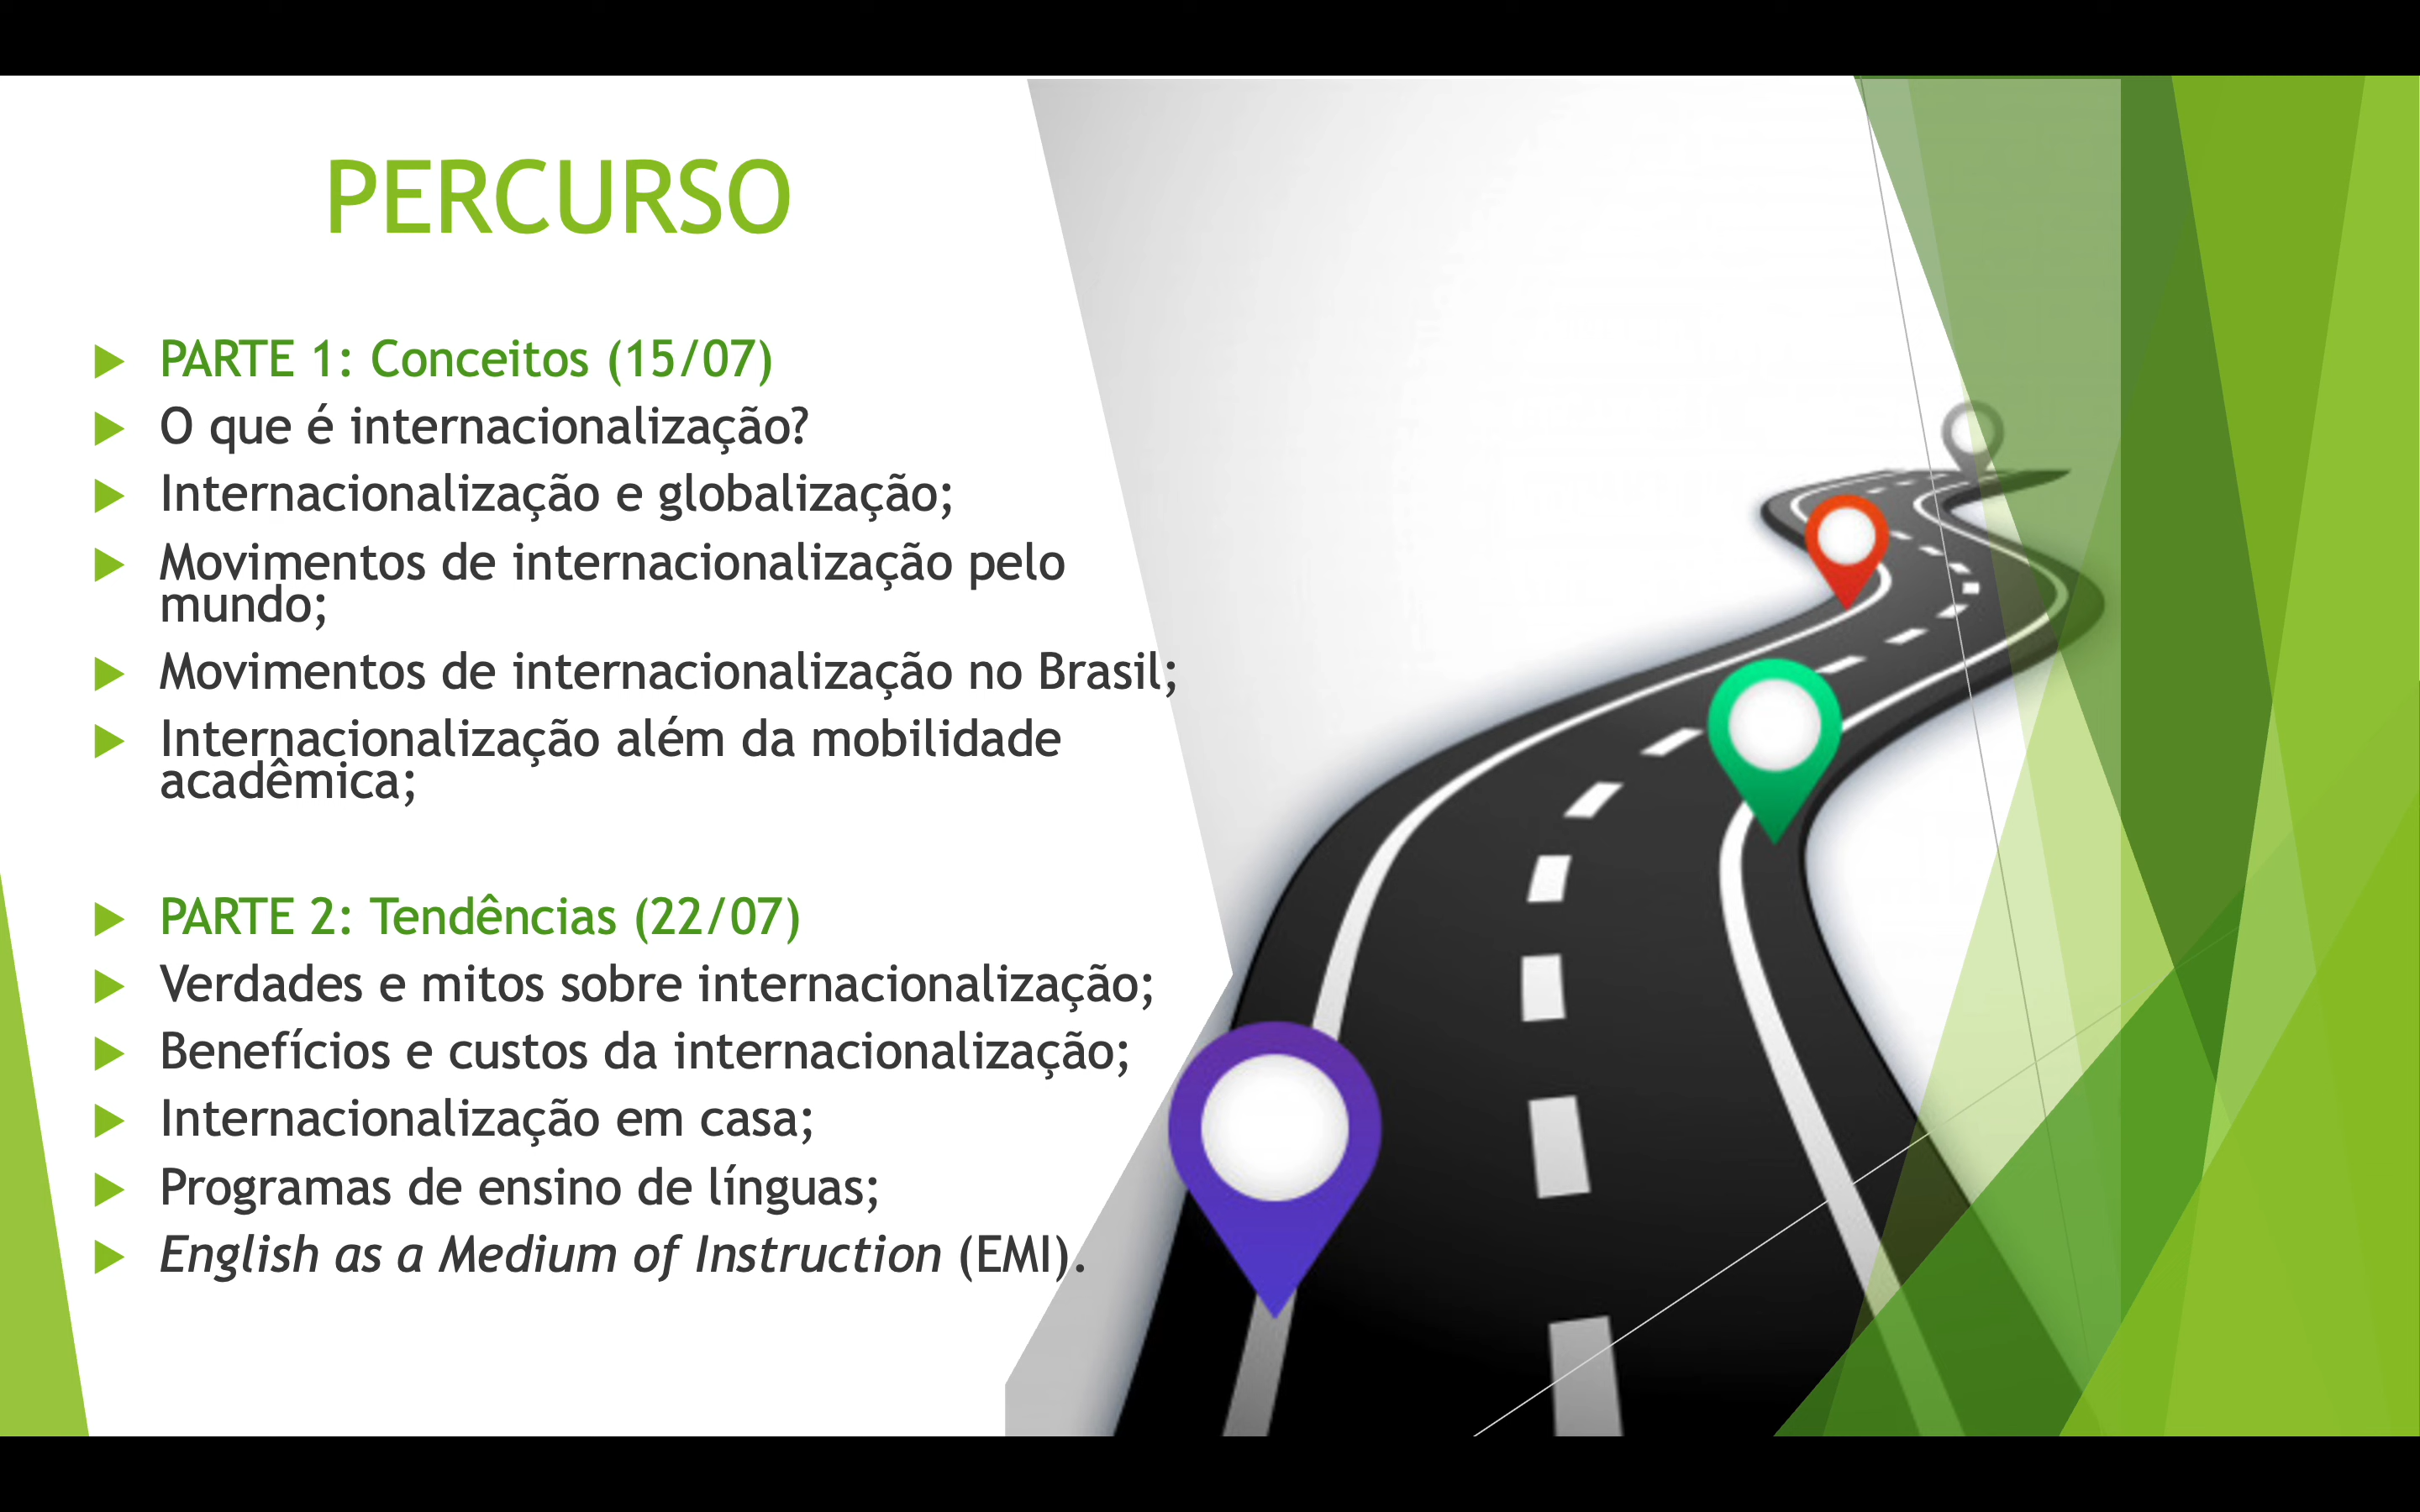 PERCURSO
PARTE 1: Conceitos (15/07)
O que é internacionalização?
Internacionalização e globalização;
Movimentos de internacionalização pelo
mundo;
Movimentos de internacionalização no Brasil;
Internacionalização além da mobilidade
acadêmica;
PARTE 2: Tendências (22/07)
Verdades e mitos sobre internacionalização;
Benefícios e custos da internacionalização;
Internacionalização em casa;
Programas de ensino de línguas;
English as a Medium of Instruction (EMI).